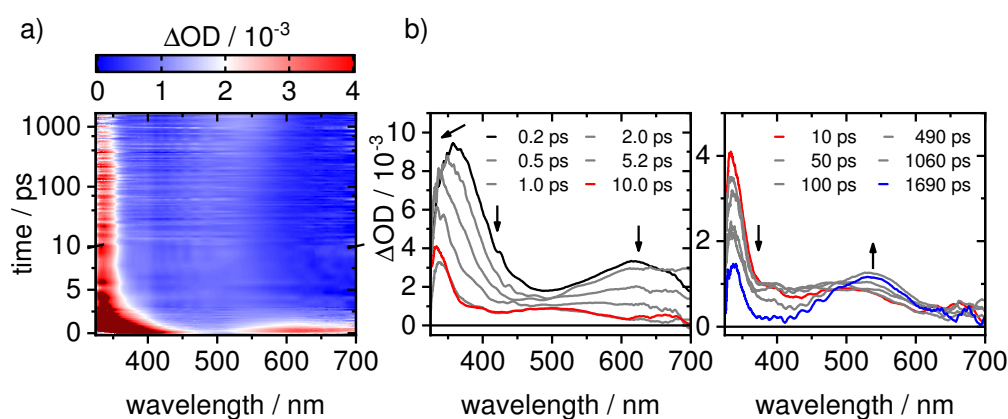 a)
ΔOD / 10⁻³
0 1 2 3 4
time / ps
1000
100
10
5
0
400 500 600 700
wavelength / nm
b)
ΔOD / 10⁻³
10
8
6
4
2
0
0.2 ps 2.0 ps
0.5 ps 5.2 ps
1.0 ps 10.0 ps
400 500 600 700
wavelength / nm
4
2
0
10 ps 490 ps
50 ps 1060 ps
100 ps 1690 ps
400 500 600 700
wavelength / nm